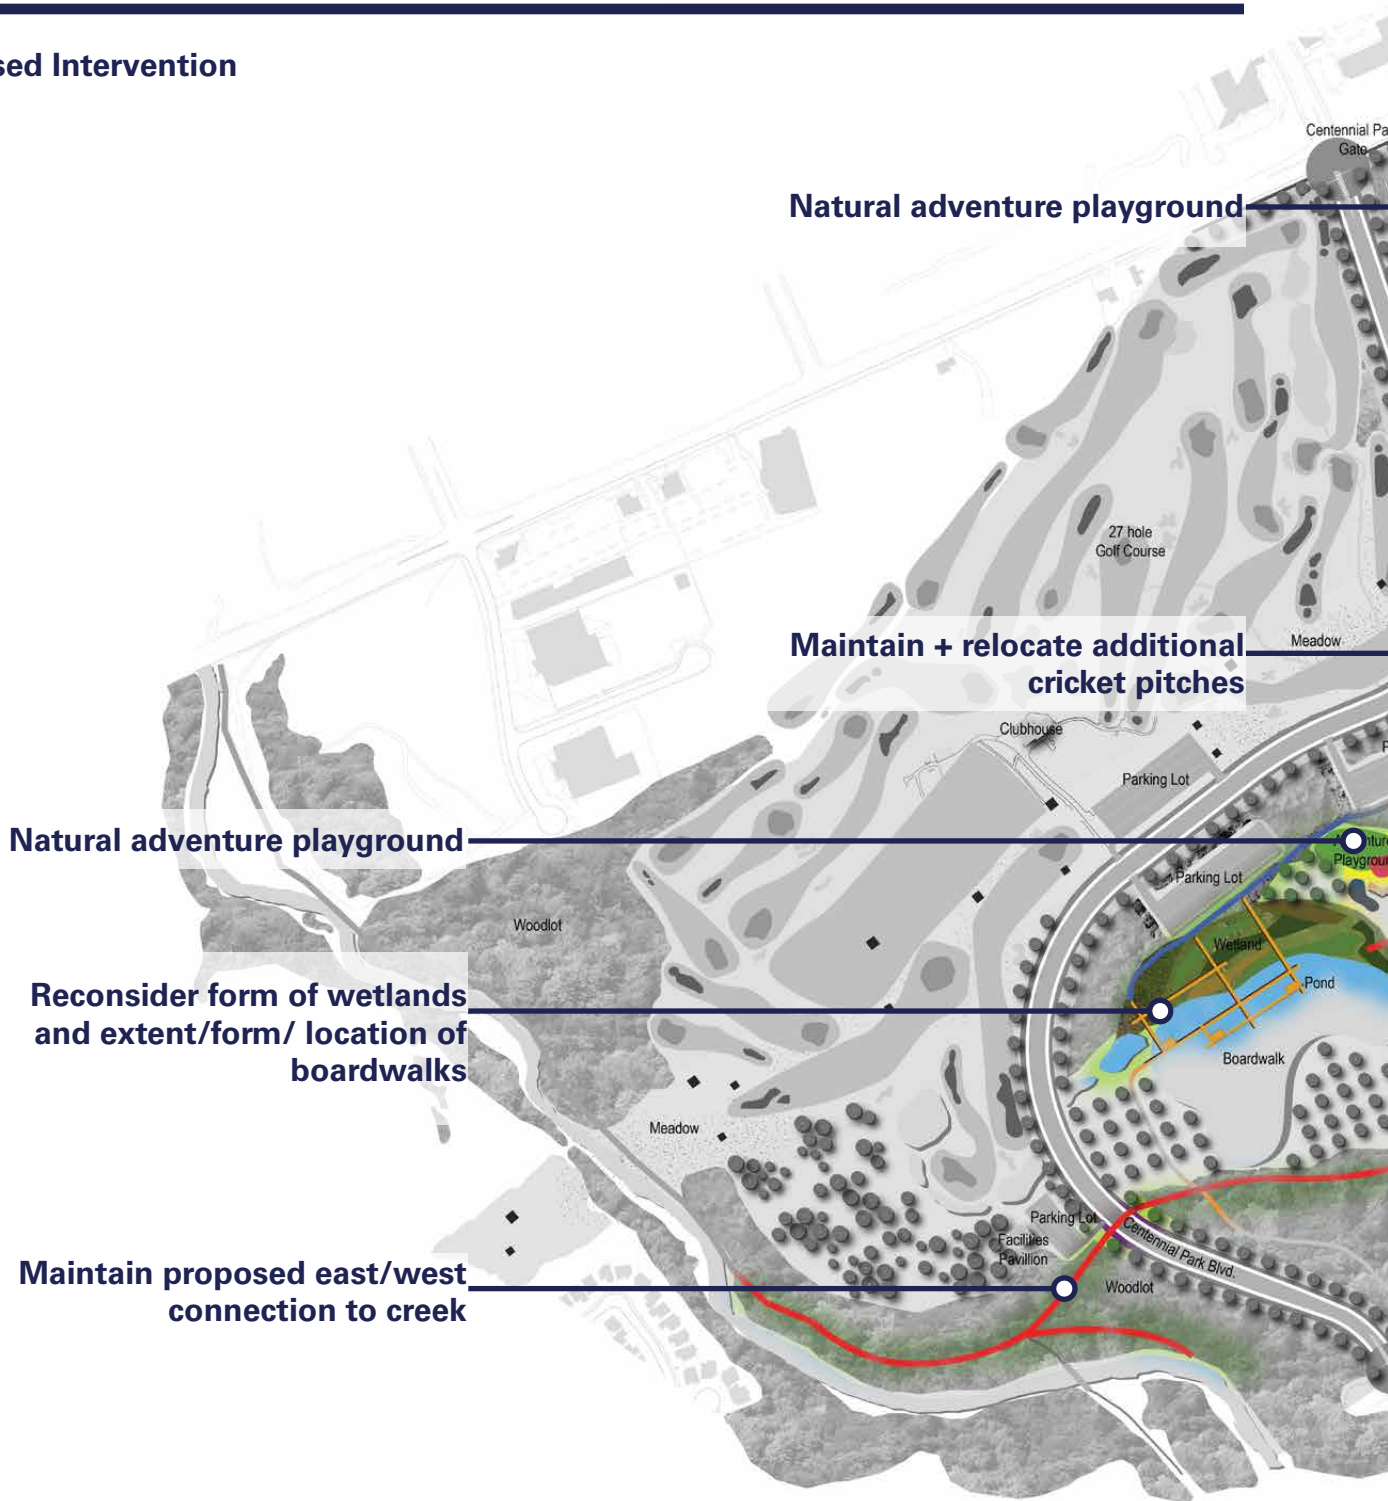 sed Intervention
Centennial Pa
Gate
Natural adventure playground
27 hole
Golf Course
Maintain + relocate additional
cricket pitches
Meadow
Clubhouse
Parking Lot
Natural adventure playground
Playgroun
Parking Lot
Woodlot
Wetland
Pond
Reconsider form of wetlands
and extent/form/ location of
boardwalks
Boardwalk
Meadow
Parking Lot
Facilities
Pavillion
Centennial Park Blvd.
Maintain proposed east/west
connection to creek
Woodlot